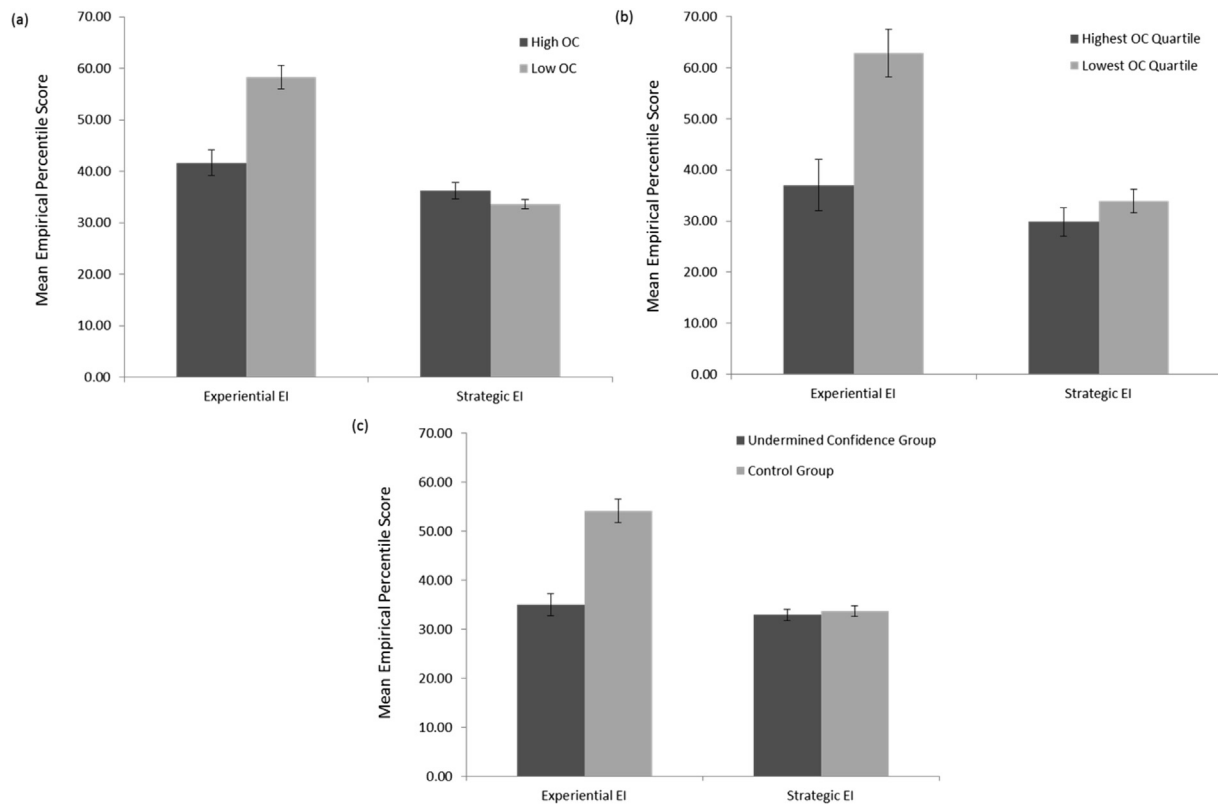 (a)
Mean Empirical Percentile Score
70.00
60.00
50.00
40.00
30.00
20.00
10.00
0.00
High OC
Low OC
Experiential EI
Strategic EI
(b)
Mean Empirical Percentile Score
70.00
60.00
50.00
40.00
30.00
20.00
10.00
0.00
Highest OC Quartile
Lowest OC Quartile
Experiential EI
Strategic EI
(c)
Mean Empirical Percentile Score
70.00
60.00
50.00
40.00
30.00
20.00
10.00
0.00
Undermined Confidence Group
Control Group
Experiential EI
Strategic EI